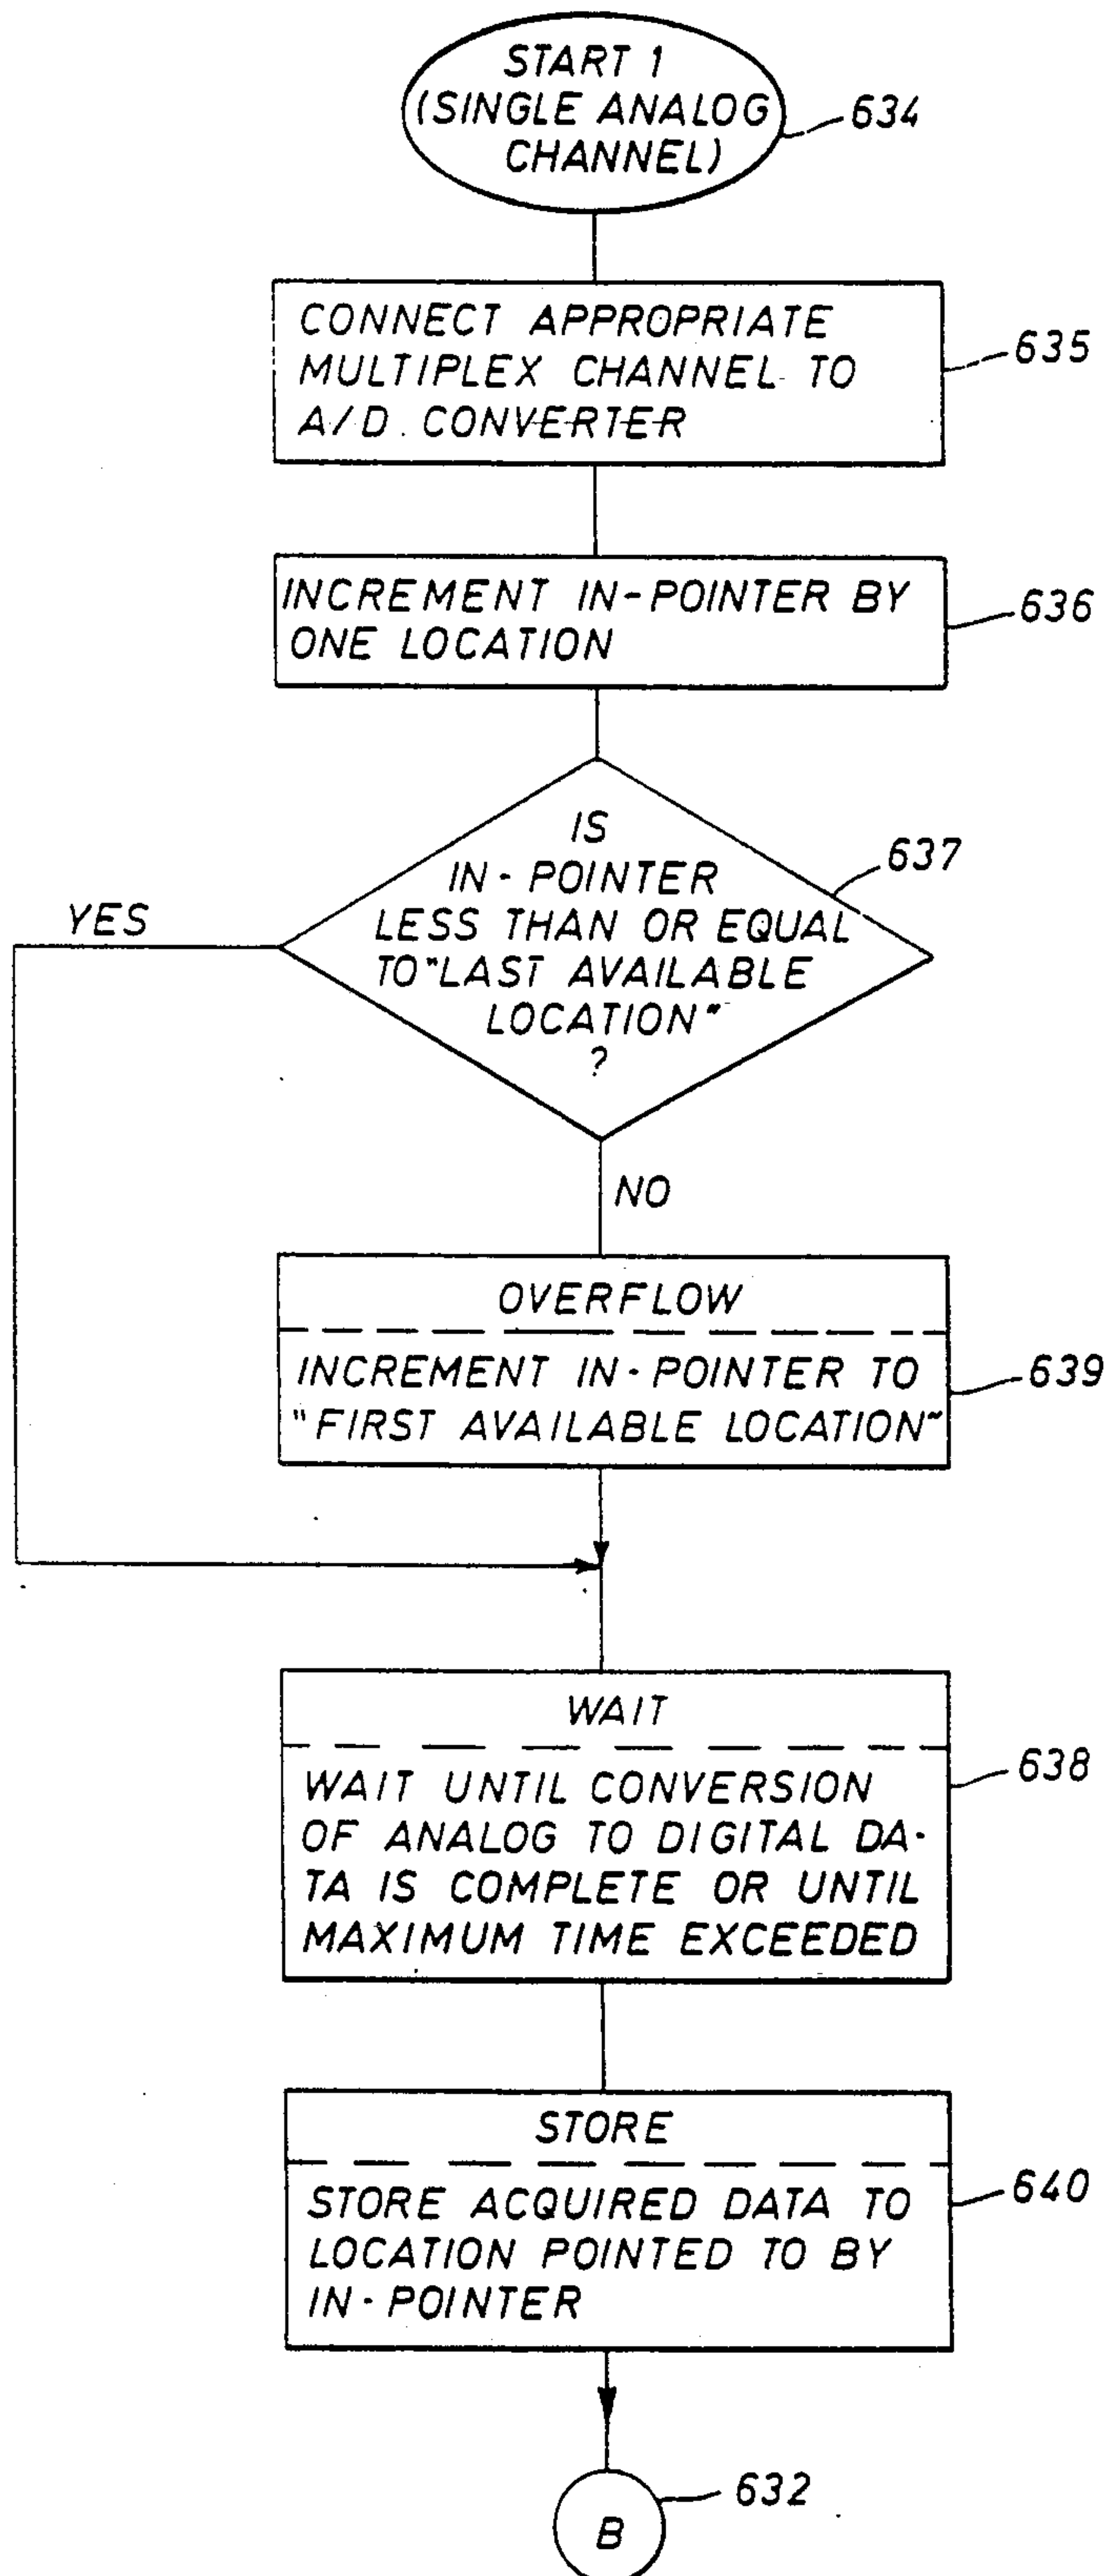 START 1
(SINGLE ANALOG
CHANNEL)
634
CONNECT APPROPRIATE
MULTIPLEX CHANNEL TO
A/D. CONVERTER
635
INCREMENT IN-POINTER BY
ONE LOCATION
636
IS
IN-POINTER
LESS THAN OR EQUAL
TO "LAST AVAILABLE
LOCATION"
?
637
YES
NO
OVERFLOW
INCREMENT IN-POINTER TO
"FIRST AVAILABLE LOCATION"
639
WAIT
WAIT UNTIL CONVERSION
OF ANALOG TO DIGITAL DA-
TA IS COMPLETE OR UNTIL
MAXIMUM TIME EXCEEDED
638
STORE
STORE ACQUIRED DATA TO
LOCATION POINTED TO BY
IN-POINTER
640
B
632